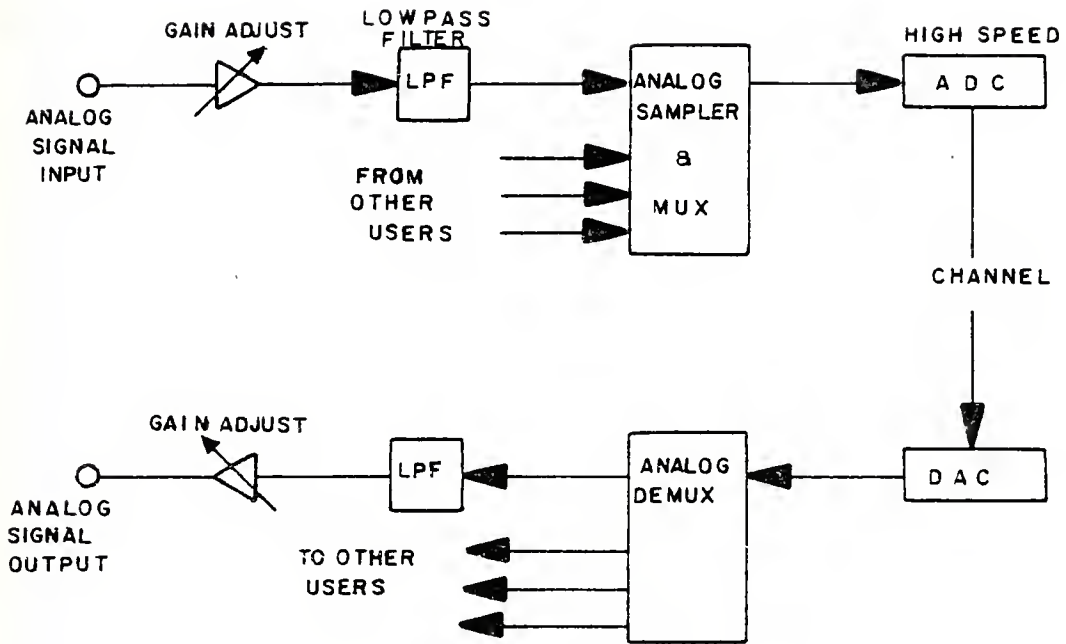 GAIN ADJUST
LOWPASS
FILTER
HIGH SPEED
LPF
ANALOG
SAMPLER
&
MUX
ADC
ANALOG
SIGNAL
INPUT
FROM
OTHER
USERS
CHANNEL
GAIN ADJUST
LPF
ANALOG
DEMUX
DAC
ANALOG
SIGNAL
OUTPUT
TO OTHER
USERS